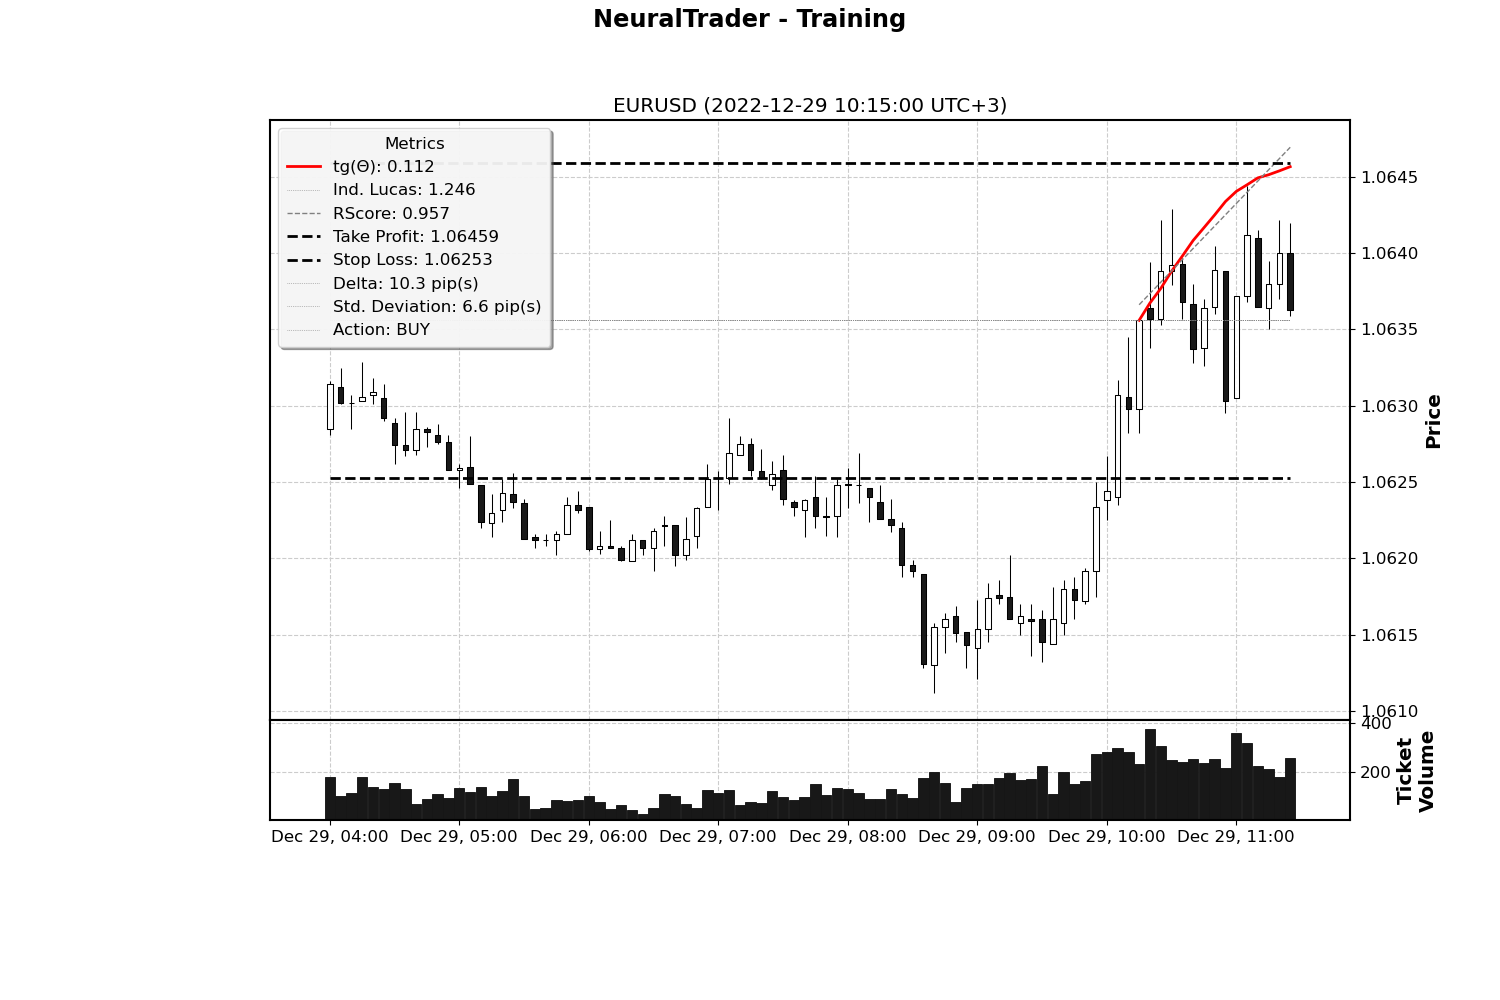 NeuralTrader - Training
EURUSD (2022-12-29 10:15:00 UTC+3)
Metrics
tg(Θ): 0.112
Ind. Lucas: 1.246
RScore: 0.957
Take Profit: 1.06459
Stop Loss: 1.06253
Delta: 10.3 pip(s)
Std. Deviation: 6.6 pip(s)
Action: BUY
1.0645
1.0640
1.0635
1.0630
1.0625
1.0620
1.0615
1.0610
Price
400
200
Ticket
Volume
Dec 29, 04:00 Dec 29, 05:00 Dec 29, 06:00 Dec 29, 07:00 Dec 29, 08:00 Dec 29, 09:00 Dec 29, 10:00 Dec 29, 11:00